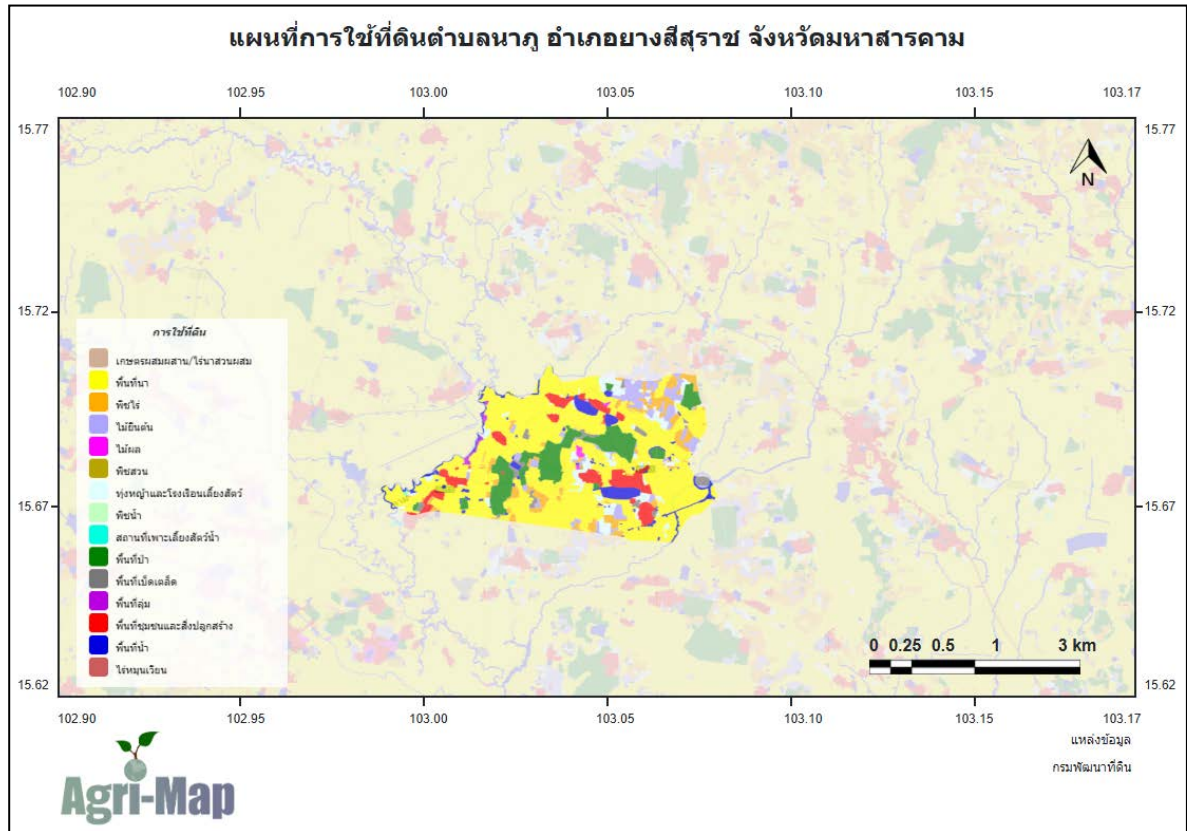 แผนที่การใช้ที่ดินตำบลนาภู อำเภอยางสีสุราช จังหวัดมหาสารคาม
102.90 102.95 103.00 103.05 103.10 103.15 103.17
15.77 15.77
N
15.72 15.72
การใช้ที่ดิน
เกษตรผสมผสาน/ไร่นาสวนผสม
พื้นที่นา
พืชไร่
ไม้ยืนต้น
ไม้ผล
พืชสวน
ทุ่งหญ้าและโรงเรือนเลี้ยงสัตว์
พืชน้ำ
สถานที่เพาะเลี้ยงสัตว์น้ำ
พื้นที่ป่า
พื้นที่เบ็ดเตล็ด
พื้นที่ลุ่ม
พื้นที่ชุมชนและสิ่งปลูกสร้าง
พื้นที่น้ำ
ไร่หมุนเวียน
15.67 15.67
0 0.25 0.5 1 3 km
15.62 15.62
102.90 102.95 103.00 103.05 103.10 103.15 103.17
แหล่งข้อมูล
กรมพัฒนาที่ดิน
Agri-Map